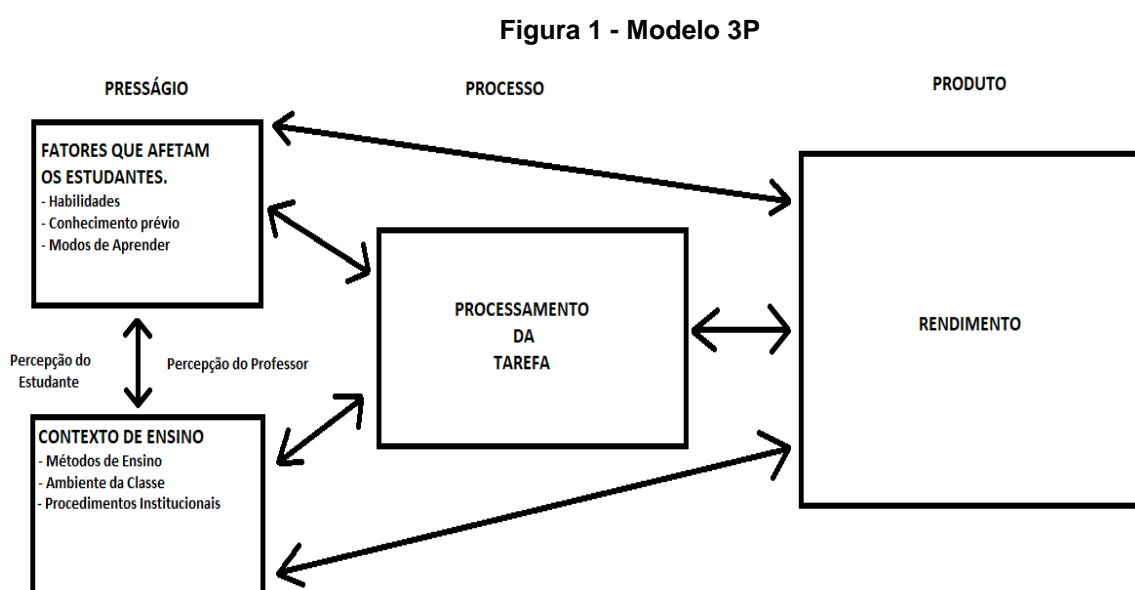 Figura 1 - Modelo 3P
PRESSÁGIO
PROCESSO
PRODUTO
FATORES QUE AFETAM
OS ESTUDANTES.
- Habilidades
- Conhecimento prévio
- Modos de Aprender
PROCESSAMENTO
DA
TAREFA
RENDIMENTO
Percepção do
Estudante
Percepção do Professor
CONTEXTO DE ENSINO
- Métodos de Ensino
- Ambiente da Classe
- Procedimentos Institucionais